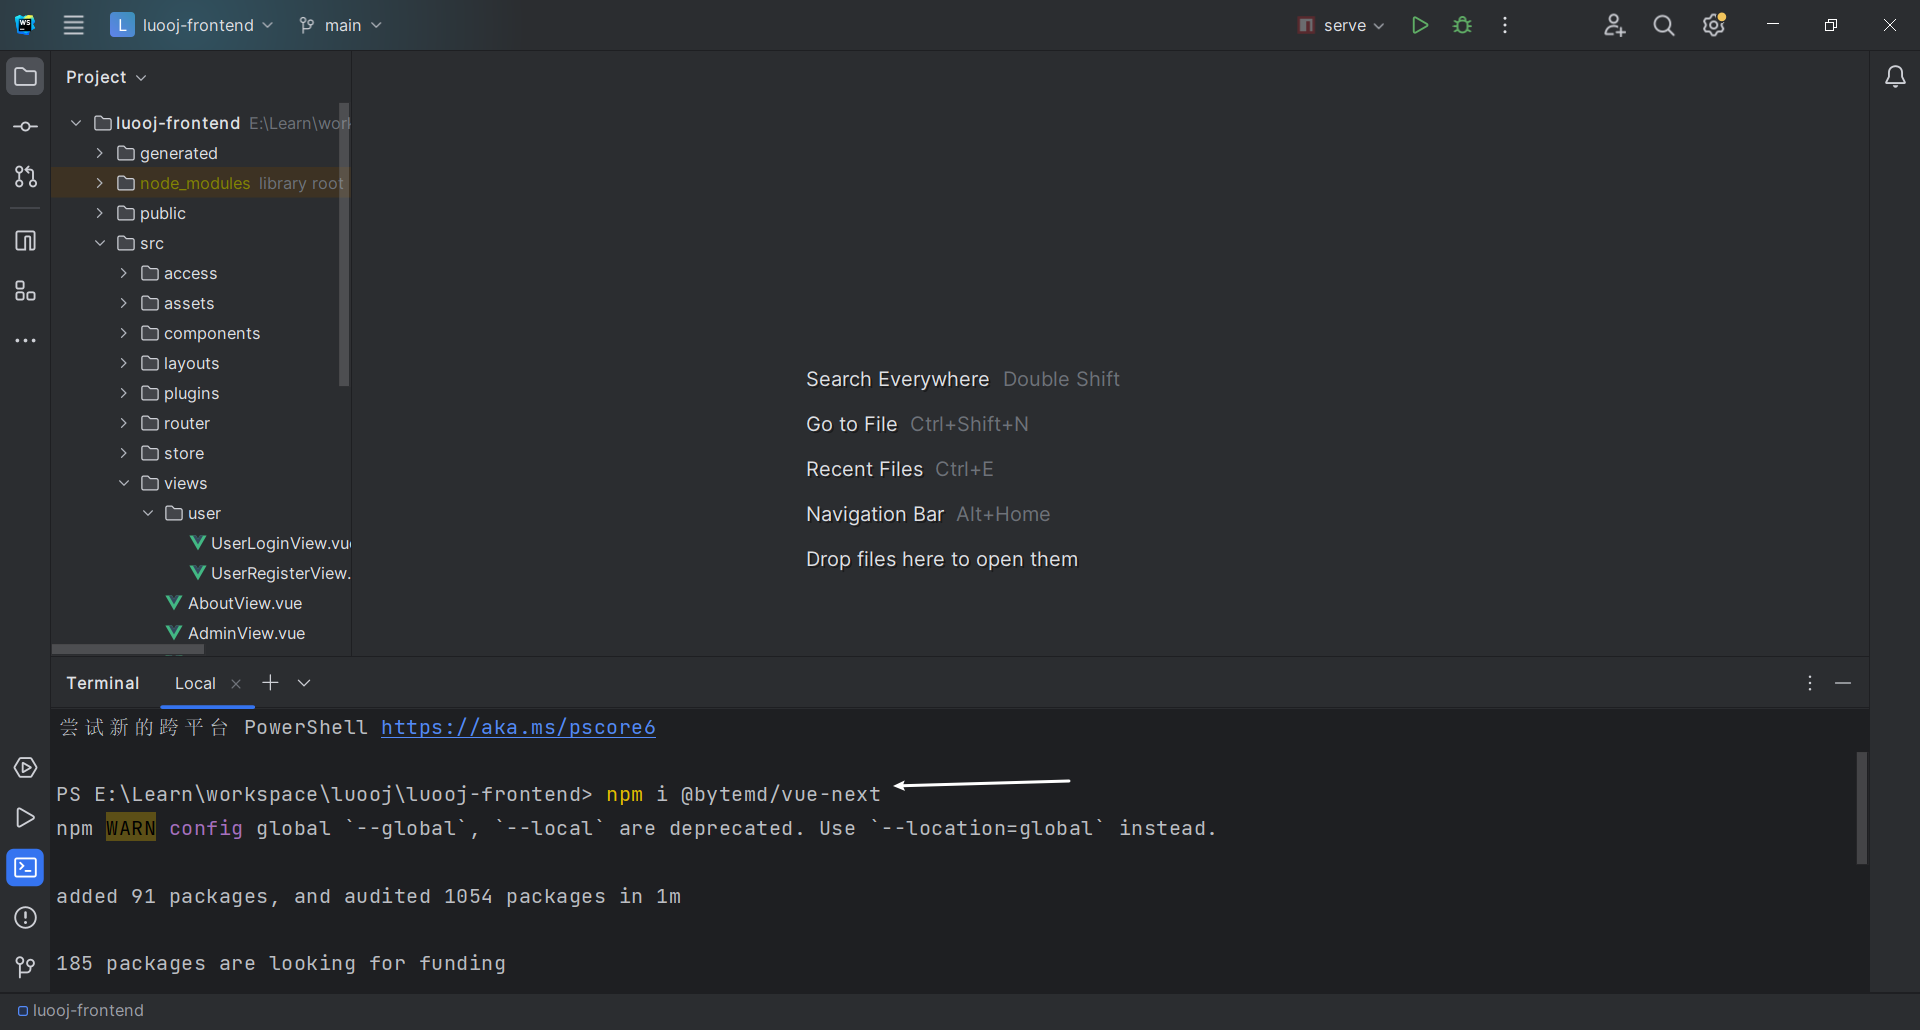 WS
L luooj-frontend main serve
Project
luooj-frontend E:\Learn\work
generated
node_modules library root
public
src
access
assets
components
layouts
plugins
router
store
views
user
UserLoginView.vue
UserRegisterView.
AboutView.vue
AdminView.vue
Search Everywhere Double Shift
Go to File Ctrl+Shift+N
Recent Files Ctrl+E
Navigation Bar Alt+Home
Drop files here to open them
Terminal Local
尝试新的跨平台 PowerShell https://aka.ms/pscore6
PS E:\Learn\workspace\luooj\luooj-frontend> npm i @bytemd/vue-next
npm WARN config global `--global`, `--local` are deprecated. Use `--location=global` instead.
added 91 packages, and audited 1054 packages in 1m
185 packages are looking for funding
luooj-frontend